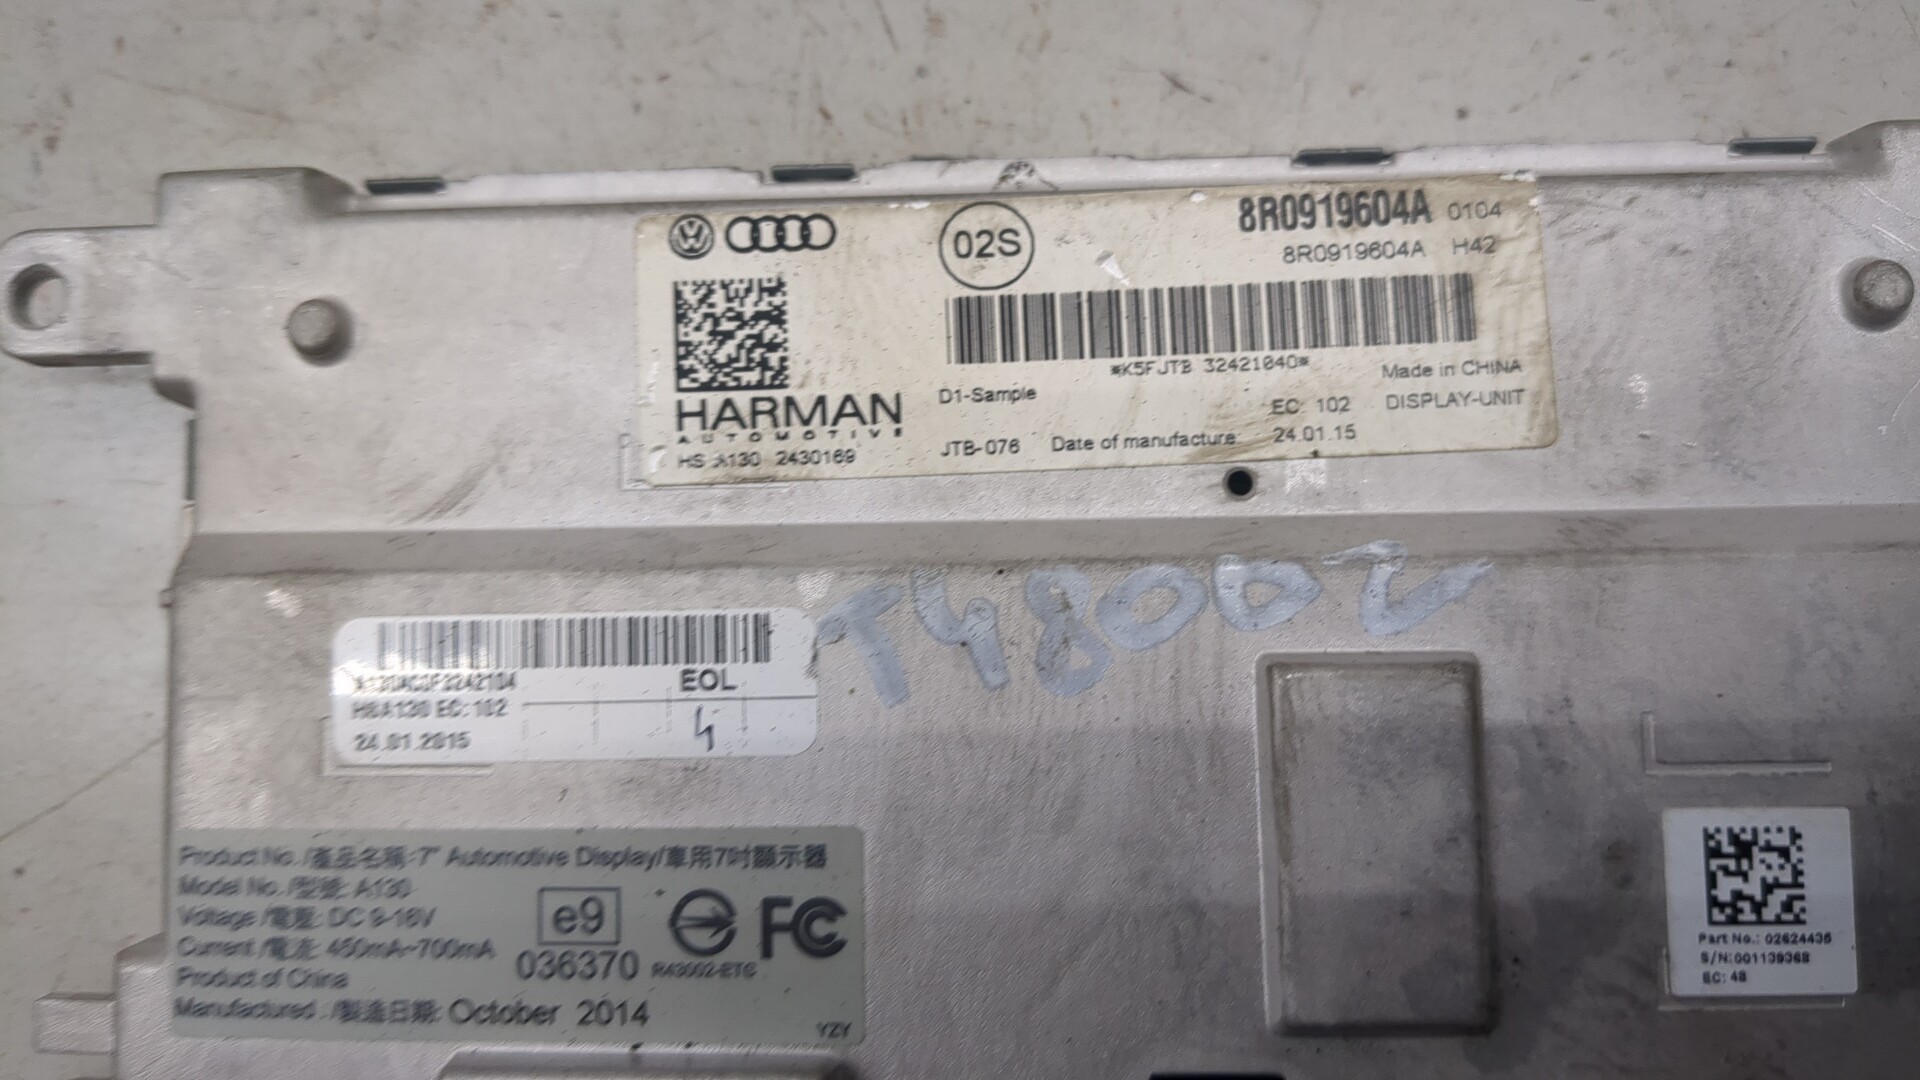 02S
8R0919604A 0104
8R0919604A H42
*K5FJTB 32421040*
Made in CHINA
D1-Sample
EC: 102 DISPLAY-UNIT
HARMAN
AUTOMOTIVE
HS A130 2430169
JTB-076 Date of manufacture: 24.01.15
T48002
EOL
HSA130 EC: 102
4
24.01.2015
Product No. /產品名稱:7" Automotive Display/車用7吋顯示器
Model No. /型號: A130
Voltage /電壓: DC 9-16V
Current /電流: 450mA~700mA
Product of China
Manufactured. /製造日期: October 2014
e9
036370
R43002-ETC
FC
YZY
Part No.: 02624435
S/N:001139368
EC: 48